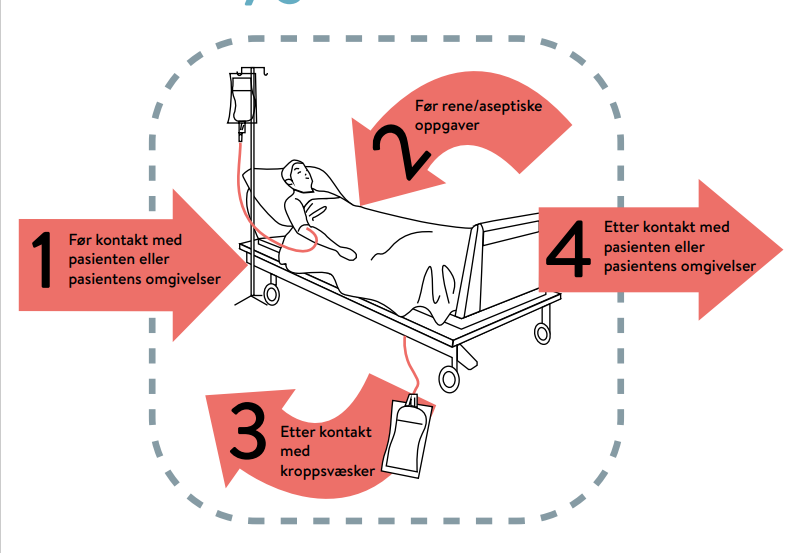 1
Før kontakt med
pasienten eller
pasientens omgivelser
2
Før rene/aseptiske
oppgaver
3
Etter kontakt
med
kroppsvæsker
4
Etter kontakt med
pasienten eller
pasientens omgivelser